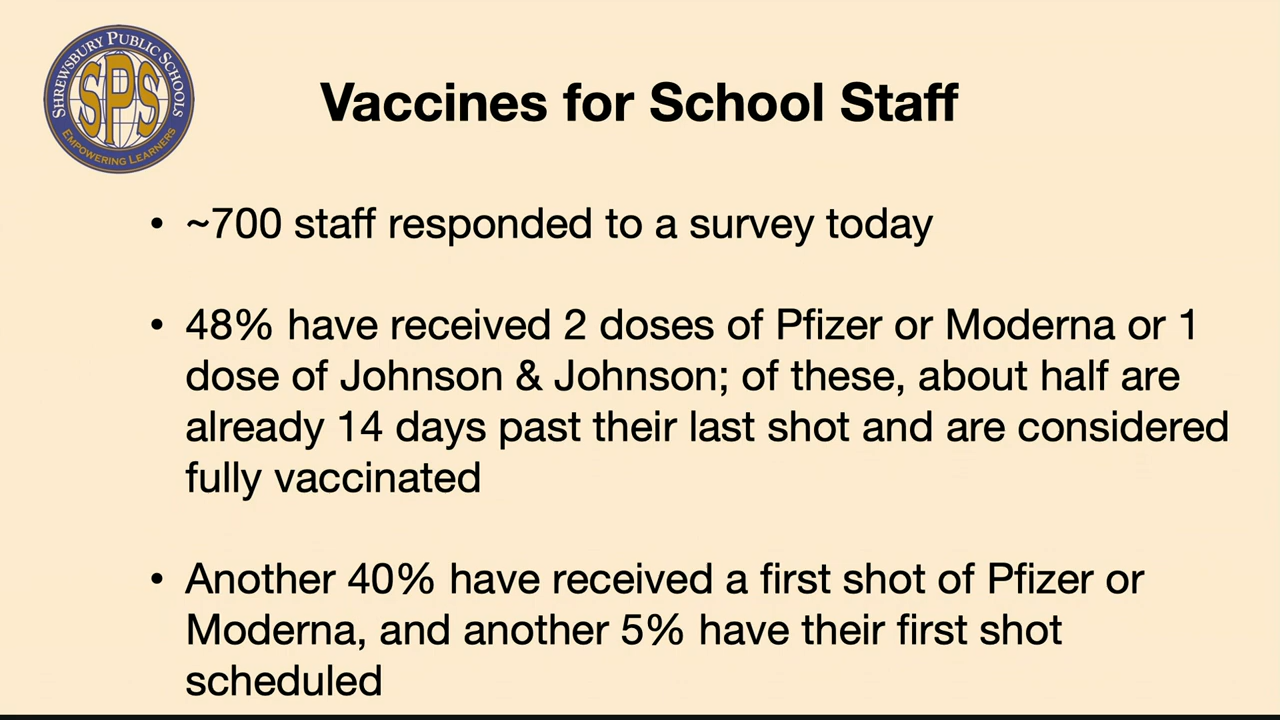 SHREWSBURY PUBLIC SCHOOLS
SPS
EMPOWERING LEARNERS
Vaccines for School Staff
• ~700 staff responded to a survey today
• 48% have received 2 doses of Pfizer or Moderna or 1
dose of Johnson & Johnson; of these, about half are
already 14 days past their last shot and are considered
fully vaccinated
• Another 40% have received a first shot of Pfizer or
Moderna, and another 5% have their first shot
scheduled